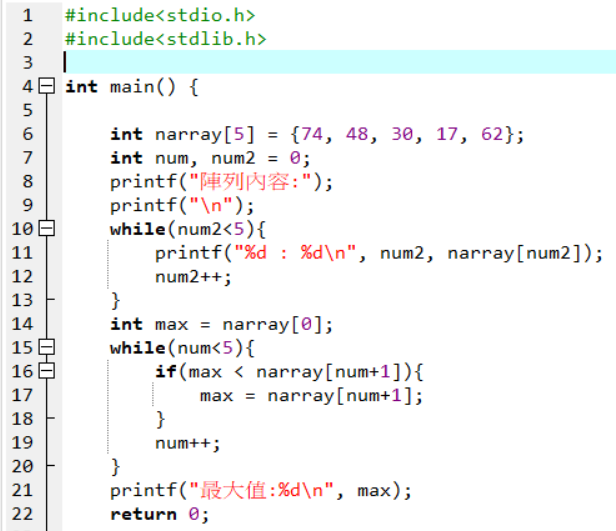 1 #include<stdio.h>
2 #include<stdlib.h>
3
4 int main() {
5
6 int narray[5] = {74, 48, 30, 17, 62};
7 int num, num2 = 0;
8 printf("陣列內容:");
9 printf("\n");
10 while(num2<5){
11 printf("%d : %d\n", num2, narray[num2]);
12 num2++;
13 }
14 int max = narray[0];
15 while(num<5){
16 if(max < narray[num+1]){
17 max = narray[num+1];
18 }
19 num++;
20 }
21 printf("最大值:%d\n", max);
22 return 0;